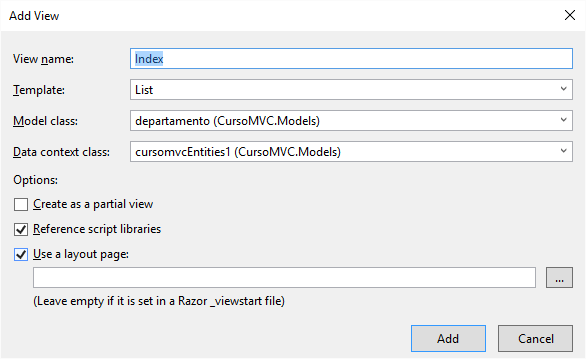 Add View
View name: Index
Template: List
Model class: departamento (CursoMVC.Models)
Data context class: cursomvcEntities1 (CursoMVC.Models)
Options:
Create as a partial view
Reference script libraries
Use a layout page:
...
(Leave empty if it is set in a Razor _viewstart file)
Add Cancel